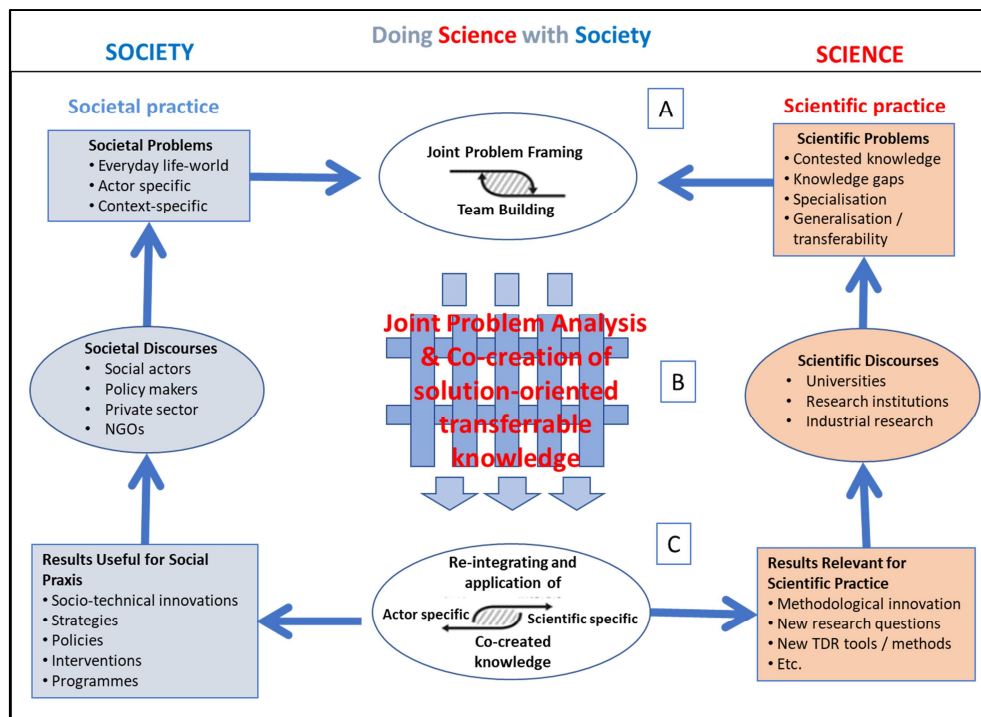 Doing Science with Society
SOCIETY
SCIENCE
Societal practice
A
Scientific practice
Societal Problems
• Everyday life-world
• Actor specific
• Context-specific
Joint Problem Framing
Team Building
Scientific Problems
• Contested knowledge
• Knowledge gaps
• Specialisation
• Generalisation /
transferability
Societal Discourses
• Social actors
• Policy makers
• Private sector
• NGOs
Joint Problem Analysis
& Co-creation of
solution-oriented
transferrable
knowledge
B
Scientific Discourses
• Universities
• Research institutions
• Industrial research
Results Useful for Social
Praxis
• Socio-technical innovations
• Strategies
• Policies
• Interventions
• Programmes
C
Re-integrating and
application of
Actor specific
Scientific specific
Co-created
knowledge
Results Relevant for
Scientific Practice
• Methodological innovation
• New research questions
• New TDR tools / methods
• Etc.